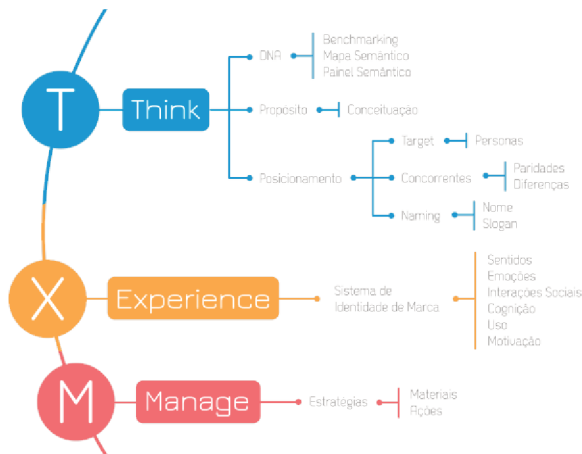 T
Think
DNA
Benchmarking
Mapa Semântico
Painel Semântico
Propósito
Conceituação
Posicionamento
Target
Personas
Concorrentes
Paridades
Diferenças
Naming
Nome
Slogan
X
Experience
Sistema de
Identidade de Marca
Sentidos
Emoções
Interações Sociais
Cognição
Uso
Motivação
M
Manage
Estratégias
Materiais
Ações